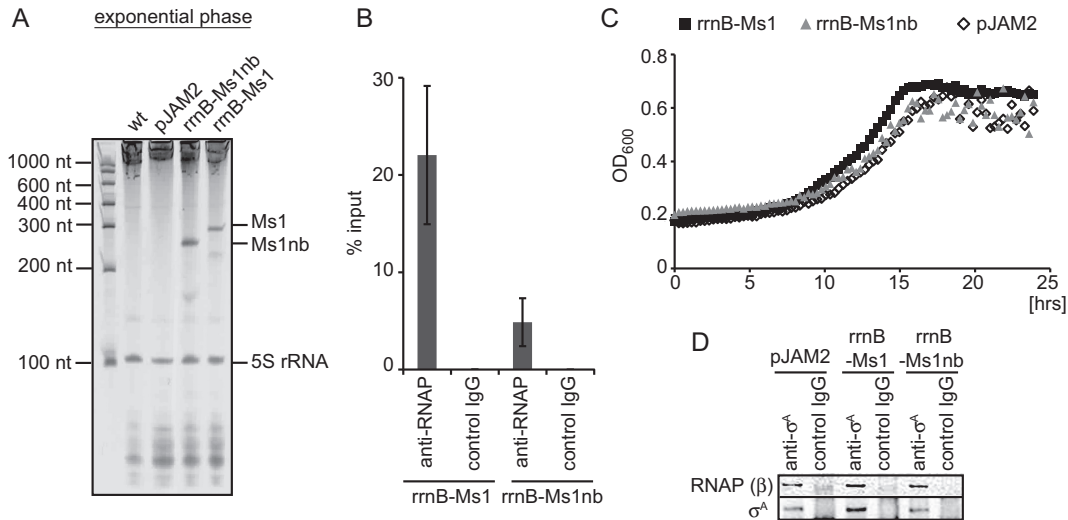 A
exponential phase
wt
pJAM2
rrnB-Ms1nb
rrnB-Ms1
1000 nt
600 nt
400 nt
300 nt
200 nt
100 nt
Ms1
Ms1nb
5S rRNA
B
30
20
10
0
% input
anti-RNAP
control IgG
anti-RNAP
control IgG
rrnB-Ms1
rrnB-Ms1nb
C
rrnB-Ms1
rrnB-Ms1nb
pJAM2
0.8
0.6
0.4
0.2
0
OD600
0
5
10
15
20
25
[hrs]
D
pJAM2
rrnB
-Ms1
rrnB
-Ms1nb
anti-σA
control IgG
anti-σA
control IgG
anti-σA
control IgG
RNAP (β)
σA